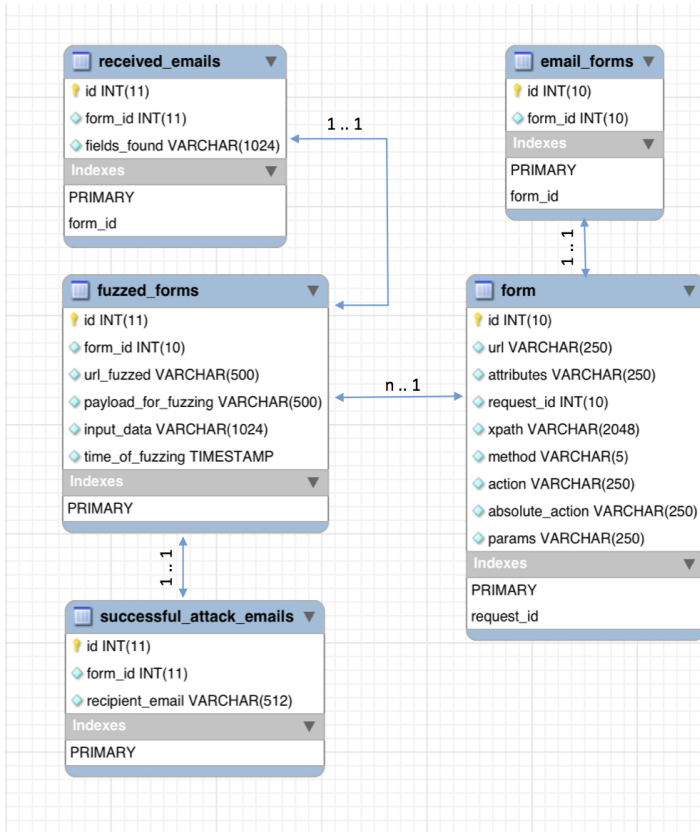 received_emails
id INT(11)
form_id INT(11)
fields_found VARCHAR(1024)
Indexes
PRIMARY
form_id
email_forms
id INT(10)
form_id INT(10)
Indexes
PRIMARY
form_id
1 .. 1
1 .. 1
fuzzed_forms
id INT(11)
form_id INT(10)
url_fuzzed VARCHAR(500)
payload_for_fuzzing VARCHAR(500)
input_data VARCHAR(1024)
time_of_fuzzing TIMESTAMP
Indexes
PRIMARY
n .. 1
form
id INT(10)
url VARCHAR(250)
attributes VARCHAR(250)
request_id INT(10)
xpath VARCHAR(2048)
method VARCHAR(5)
action VARCHAR(250)
absolute_action VARCHAR(250)
params VARCHAR(250)
Indexes
PRIMARY
request_id
1 .. 1
successful_attack_emails
id INT(11)
form_id INT(11)
recipient_email VARCHAR(512)
Indexes
PRIMARY